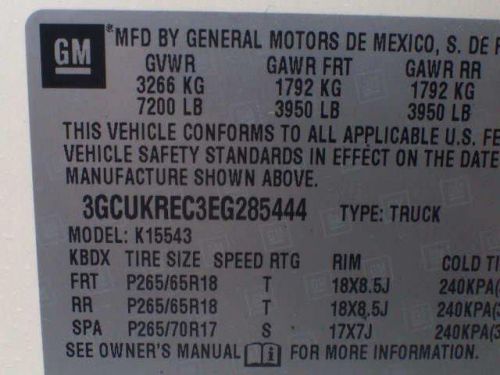 GM *MFD BY GENERAL MOTORS DE MEXICO, S. DE
GVWR GAWR FRT GAWR RR
3266 KG 1792 KG 1792 KG
7200 LB 3950 LB 3950 LB
THIS VEHICLE CONFORMS TO ALL APPLICABLE U.S. FE
VEHICLE SAFETY STANDARDS IN EFFECT ON THE DATE
MANUFACTURE SHOWN ABOVE.
3GCUKREC3EG285444 TYPE: TRUCK
MODEL: K15543
KBDX TIRE SIZE SPEED RTG RIM COLD TI
FRT P265/65R18 T 18X8.5J 240KPA(
RR P265/65R18 T 18X8.5J 240KPA(
SPA P265/70R17 S 17X7J 240KPA(
SEE OWNER'S MANUAL i FOR MORE INFORMATION.